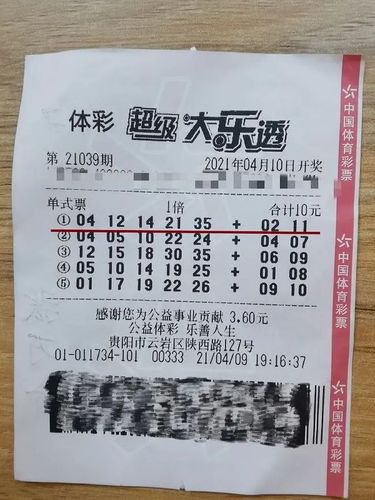 体彩 超级大乐透
第 21039期 2021年04月10日开奖
单式票 1倍 合计10元
① 04 12 14 21 35 + 02 11
② 04 05 10 22 24 + 04 07
③ 12 15 18 30 35 + 06 09
④ 05 10 14 19 25 + 01 08
⑤ 01 17 19 22 26 + 09 10
感谢您为公益事业贡献 3.60元
公益体彩 乐善人生
贵阳市云岩区陕西路127号
01-011734-101 00333 21/04/09 19:16:37
中国体育彩票
中国体育彩票
中国体育彩票